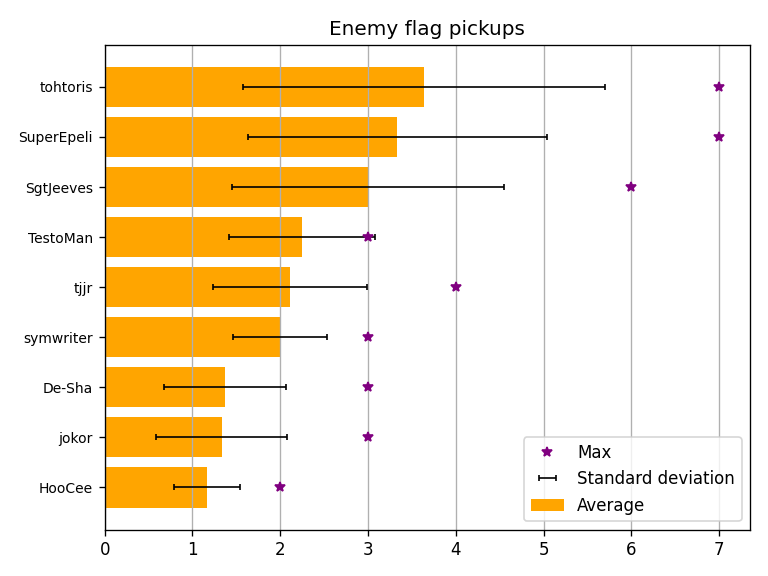 Enemy flag pickups
tohtoris
SuperEpeli
SgtJeeves
TestoMan
tjjr
symwriter
De-Sha
jokor
HooCee
Max
Standard deviation
Average
0 1 2 3 4 5 6 7